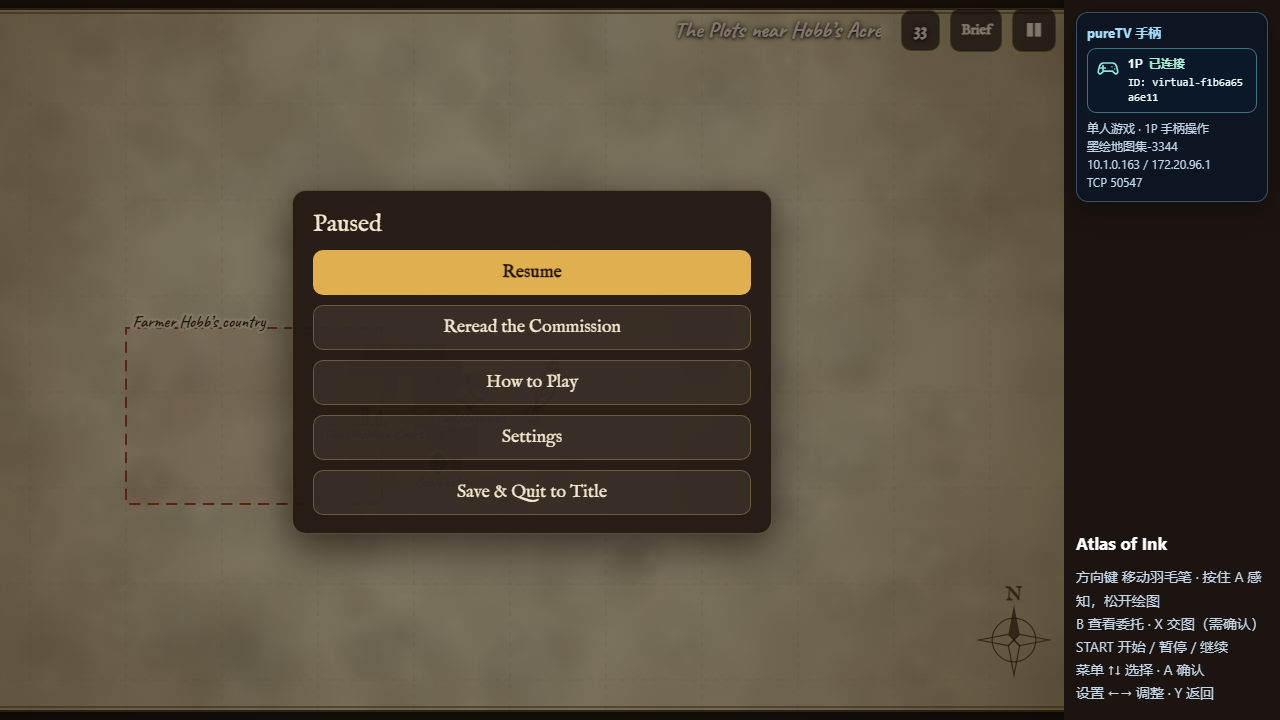 The Plots near Hobb's Acre
33
Brief
Paused
Resume
Reread the Commission
How to Play
Settings
Save & Quit to Title
Farmer Hobb's country
N
pureTV 手柄
1P 已连接
ID: virtual-f1b6a65
a6e11
单人游戏 · 1P 手柄操作
墨绘地图集-3344
10.1.0.163 / 172.20.96.1
TCP 50547
Atlas of Ink
方向键 移动羽毛笔 · 按住 A 感
知，松开绘图
B 查看委托 · X 交图（需确认）
START 开始 / 暂停 / 继续
菜单 ↑↓ 选择 · A 确认
设置 ←→ 调整 · Y 返回